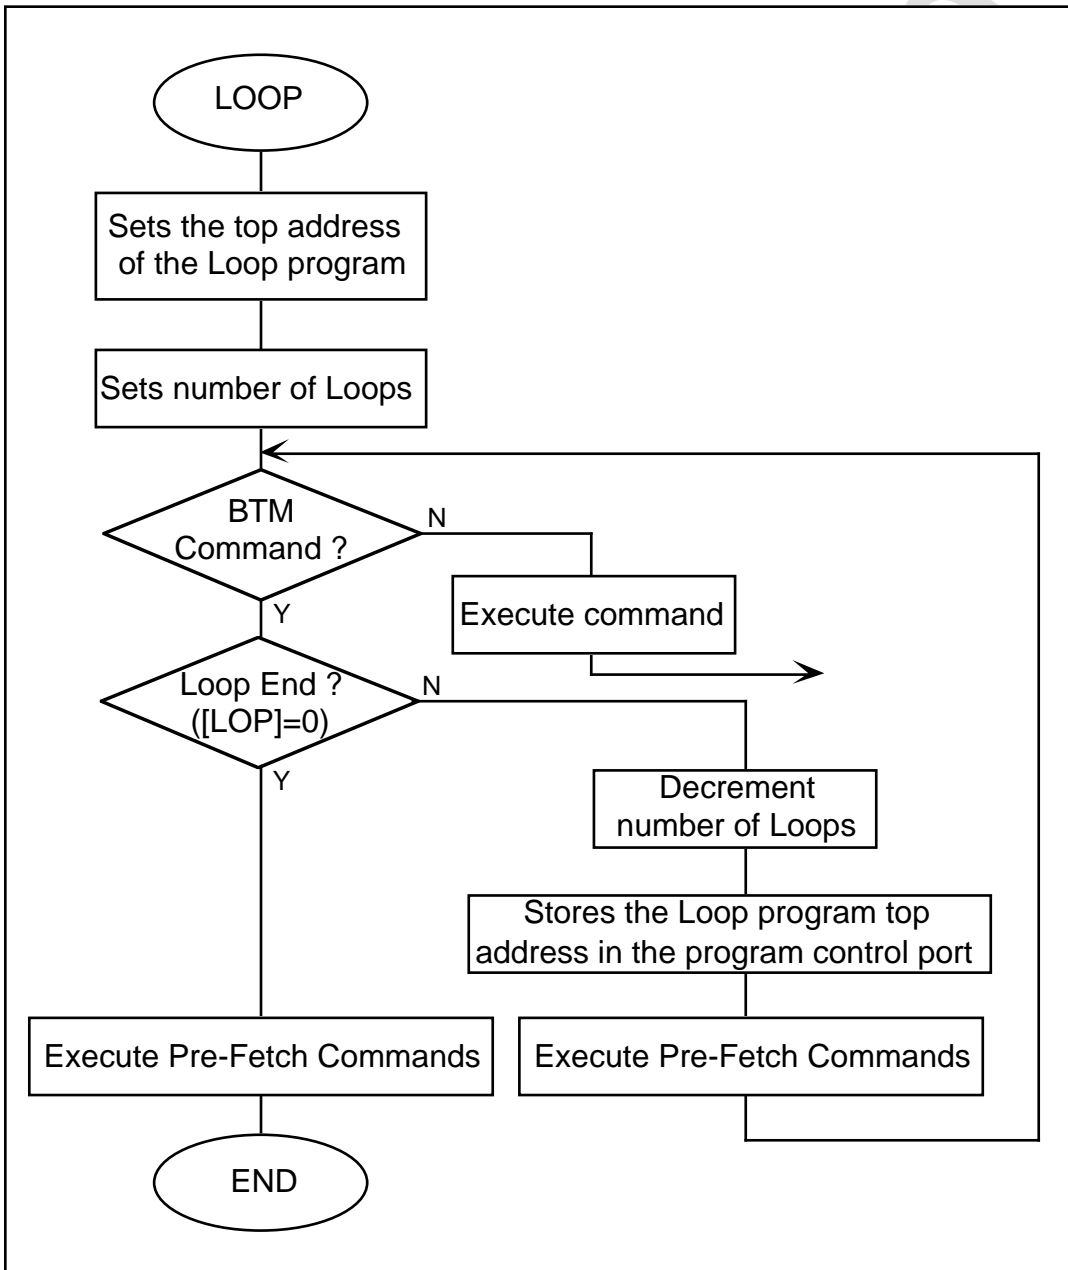 LOOP
Sets the top address
of the Loop program
Sets number of Loops
BTM
Command ?
N
Y
Execute command
Loop End ?
([LOP]=0)
N
Y
Decrement
number of Loops
Stores the Loop program top
address in the program control port
Execute Pre-Fetch Commands
Execute Pre-Fetch Commands
END